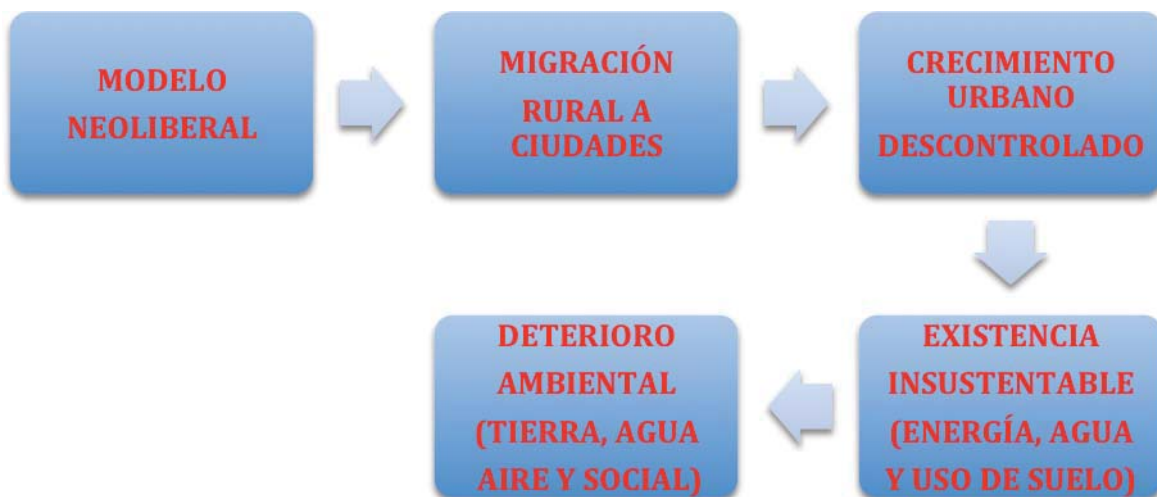 MODELO
NEOLIBERAL
MIGRACIÓN
RURAL A
CIUDADES
CRECIMIENTO
URBANO
DESCONTROLADO
EXISTENCIA
INSUSTENTABLE
(ENERGÍA, AGUA
Y USO DE SUELO)
DETERIORO
AMBIENTAL
(TIERRA, AGUA
AIRE Y SOCIAL)